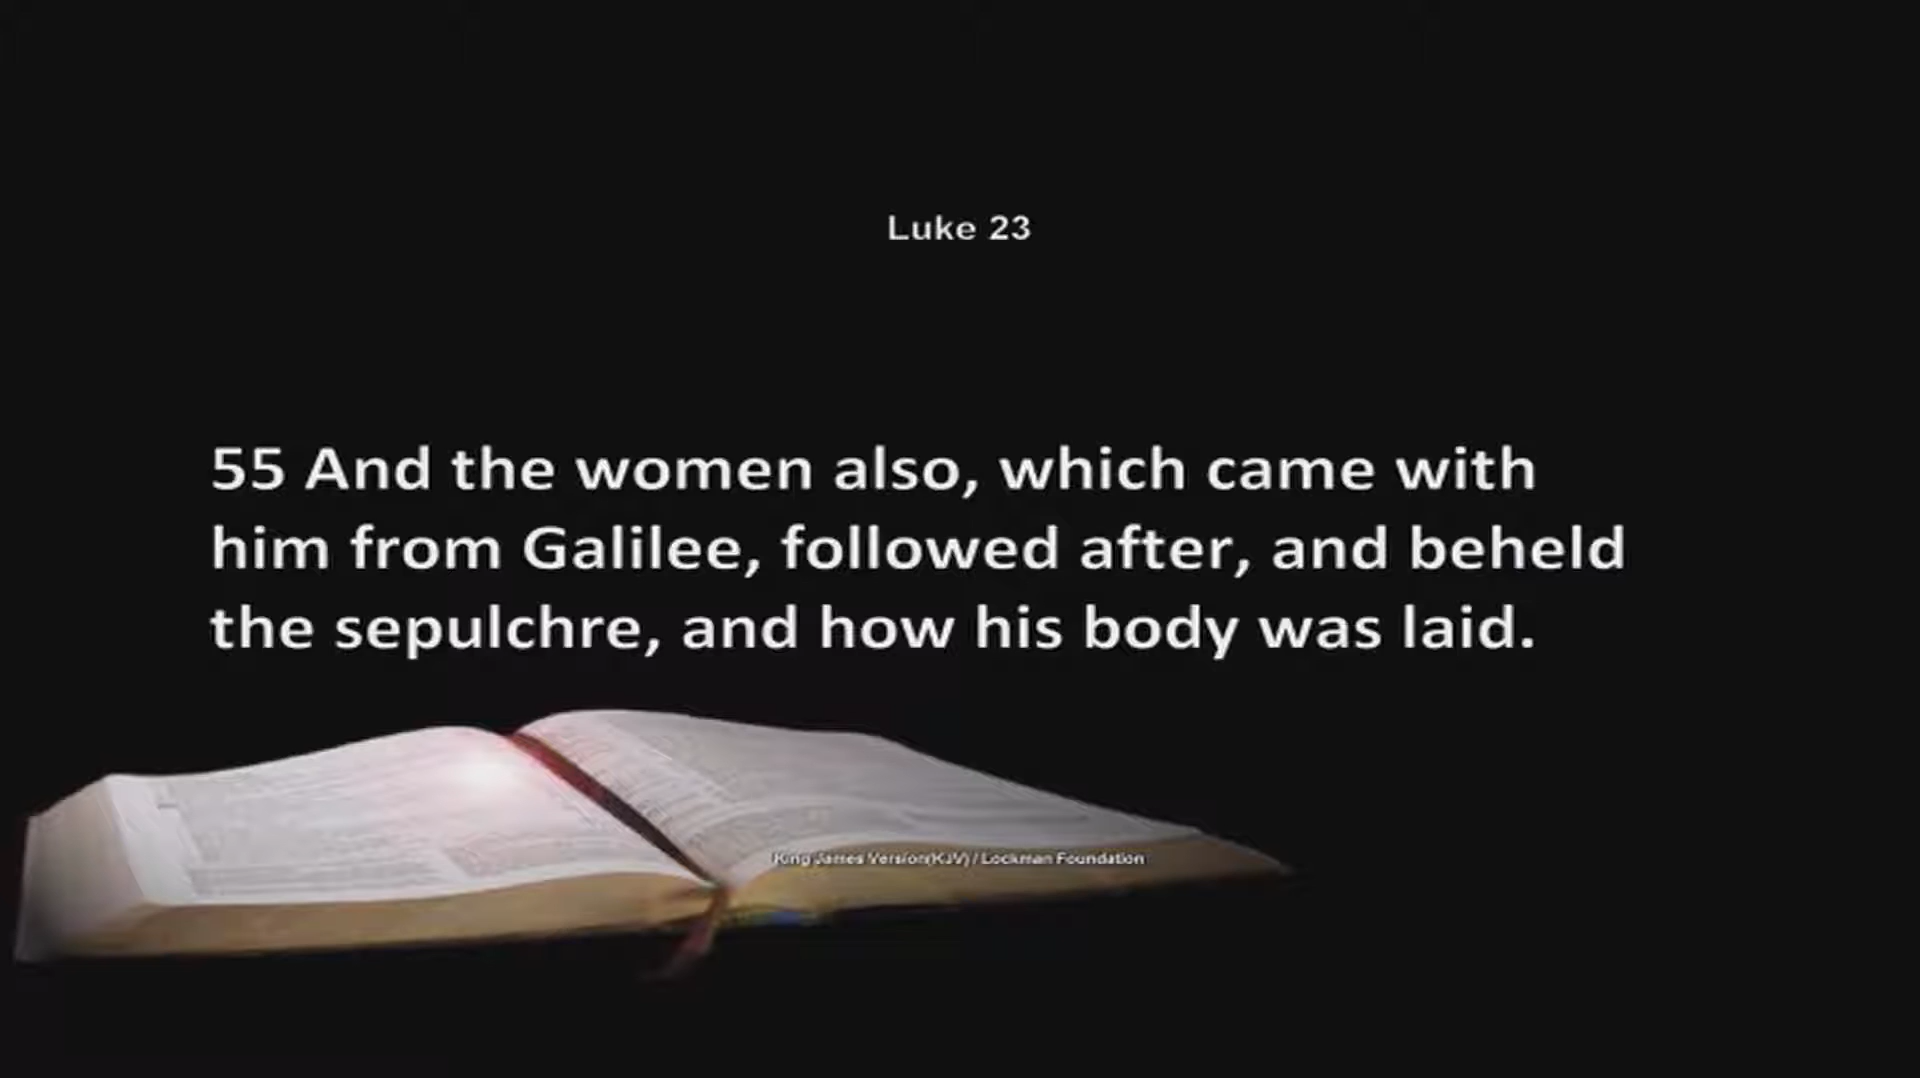 Luke 23
55 And the women also, which came with
him from Galilee, followed after, and beheld
the sepulchre, and how his body was laid.
King James Version(KJV) / Lockman Foundation